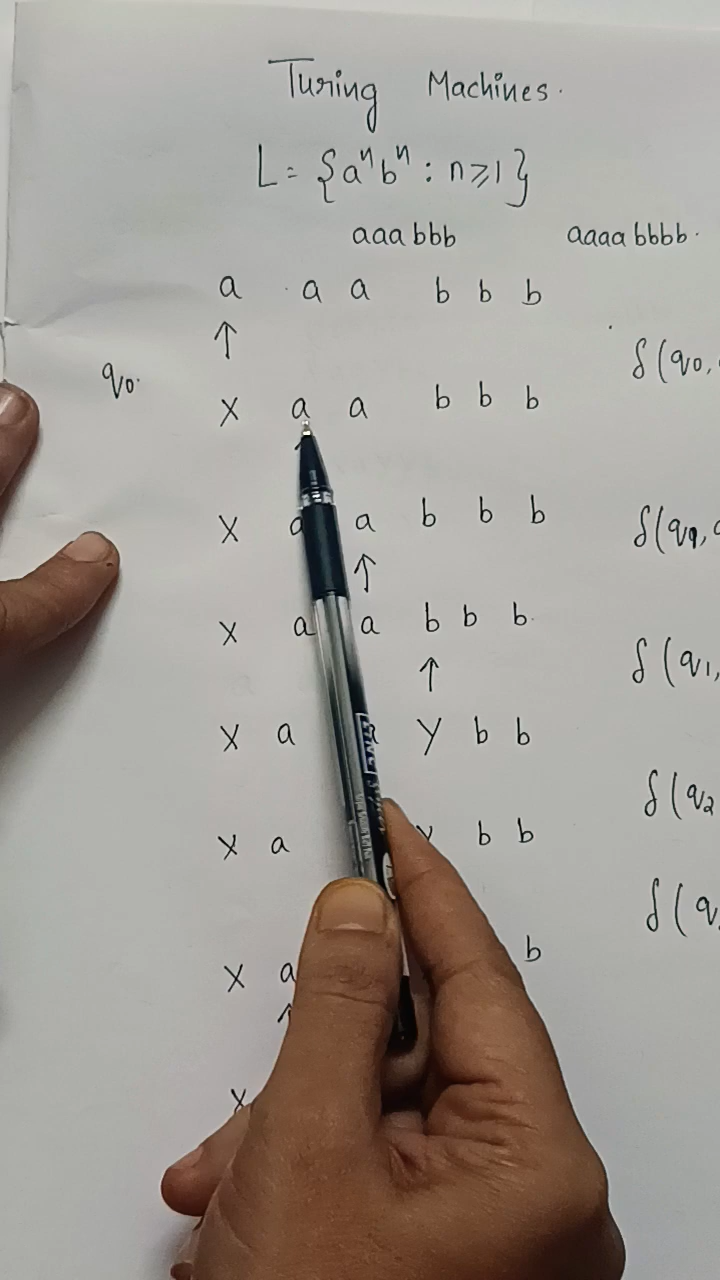 Turing Machines.
L = {aⁿbⁿ : n ≥ 1}
aaabbb aaaabbbb.
a a a b b b
↑
δ(q0,
q0.
X a a b b b
X a a b b b
δ(q1,
↑
X a a b b b.
δ(q1,
↑
X a Y b b
δ(q2
X a b b
δ(q
X a b
↑
X